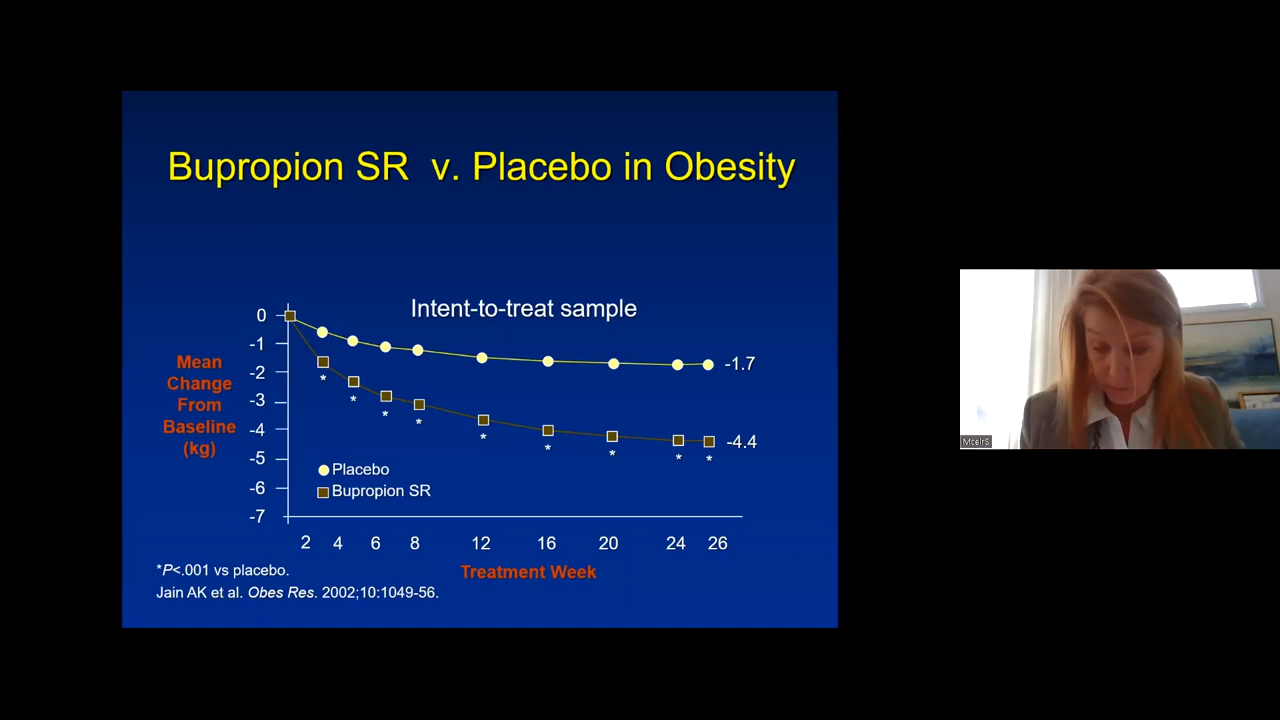 Bupropion SR v. Placebo in Obesity
Intent-to-treat sample
0
-1
-2
-3
-4
-5
-6
-7
Mean
Change
From
Baseline
(kg)
-1.7
-4.4
* * * * * * * * *
Placebo
Bupropion SR
2 4 6 8 12 16 20 24 26
Treatment Week
*P<.001 vs placebo.
Jain AK et al. Obes Res. 2002;10:1049-56.
McelrS